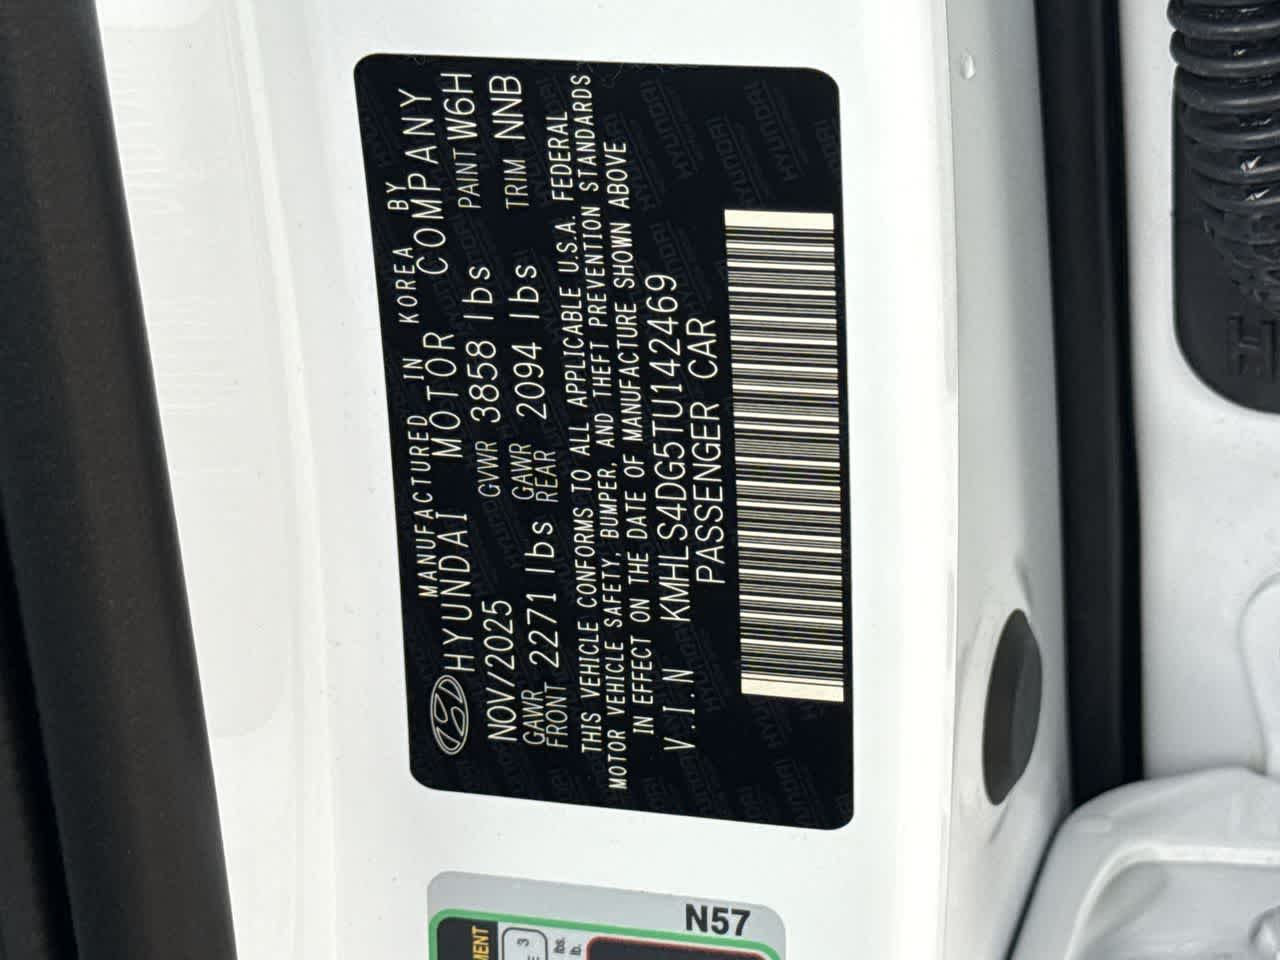 MANUFACTURED IN KOREA BY
HYUNDAI MOTOR COMPANY
NOV/2025 GVWR 3858 lbs PAINT W6H
GAWR FRONT 2271 lbs GAWR REAR 2094 lbs TRIM NNB
THIS VEHICLE CONFORMS TO ALL APPLICABLE U.S.A. FEDERAL
MOTOR VEHICLE SAFETY, BUMPER, AND THEFT PREVENTION STANDARDS
IN EFFECT ON THE DATE OF MANUFACTURE SHOWN ABOVE
V.I.N KMHLS4DG5TU142469
PASSENGER CAR
N57